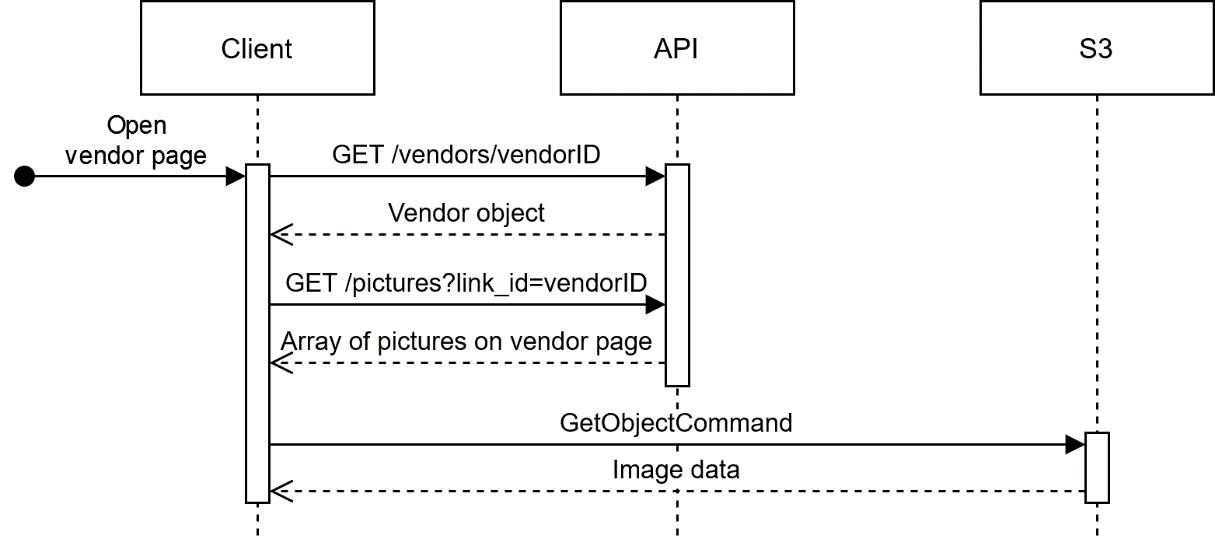 Client
API
S3
Open
vendor page
GET /vendors/vendorID
Vendor object
GET /pictures?link_id=vendorID
Array of pictures on vendor page
GetObjectCommand
Image data